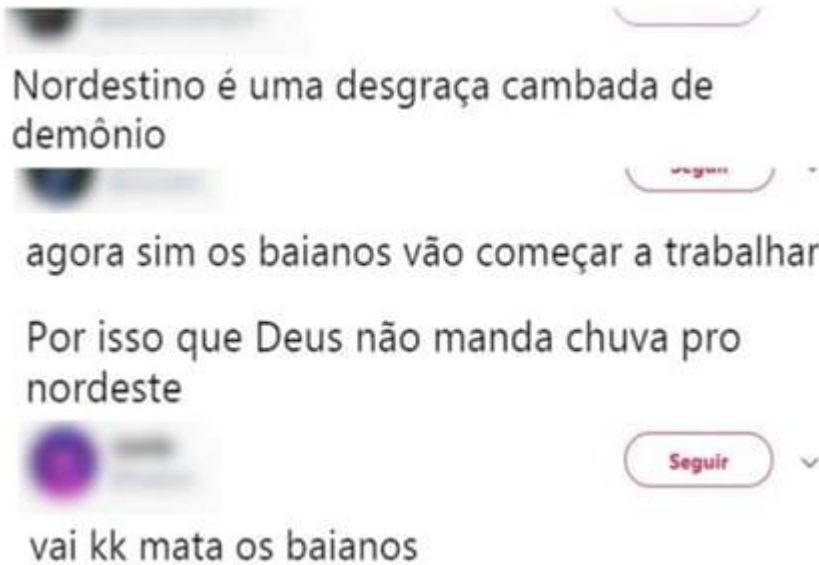 Nordestino é uma desgraça cambada de
demônio
Seguir
agora sim os baianos vão começar a trabalhar
Por isso que Deus não manda chuva pro
nordeste
Seguir
vai kk mata os baianos